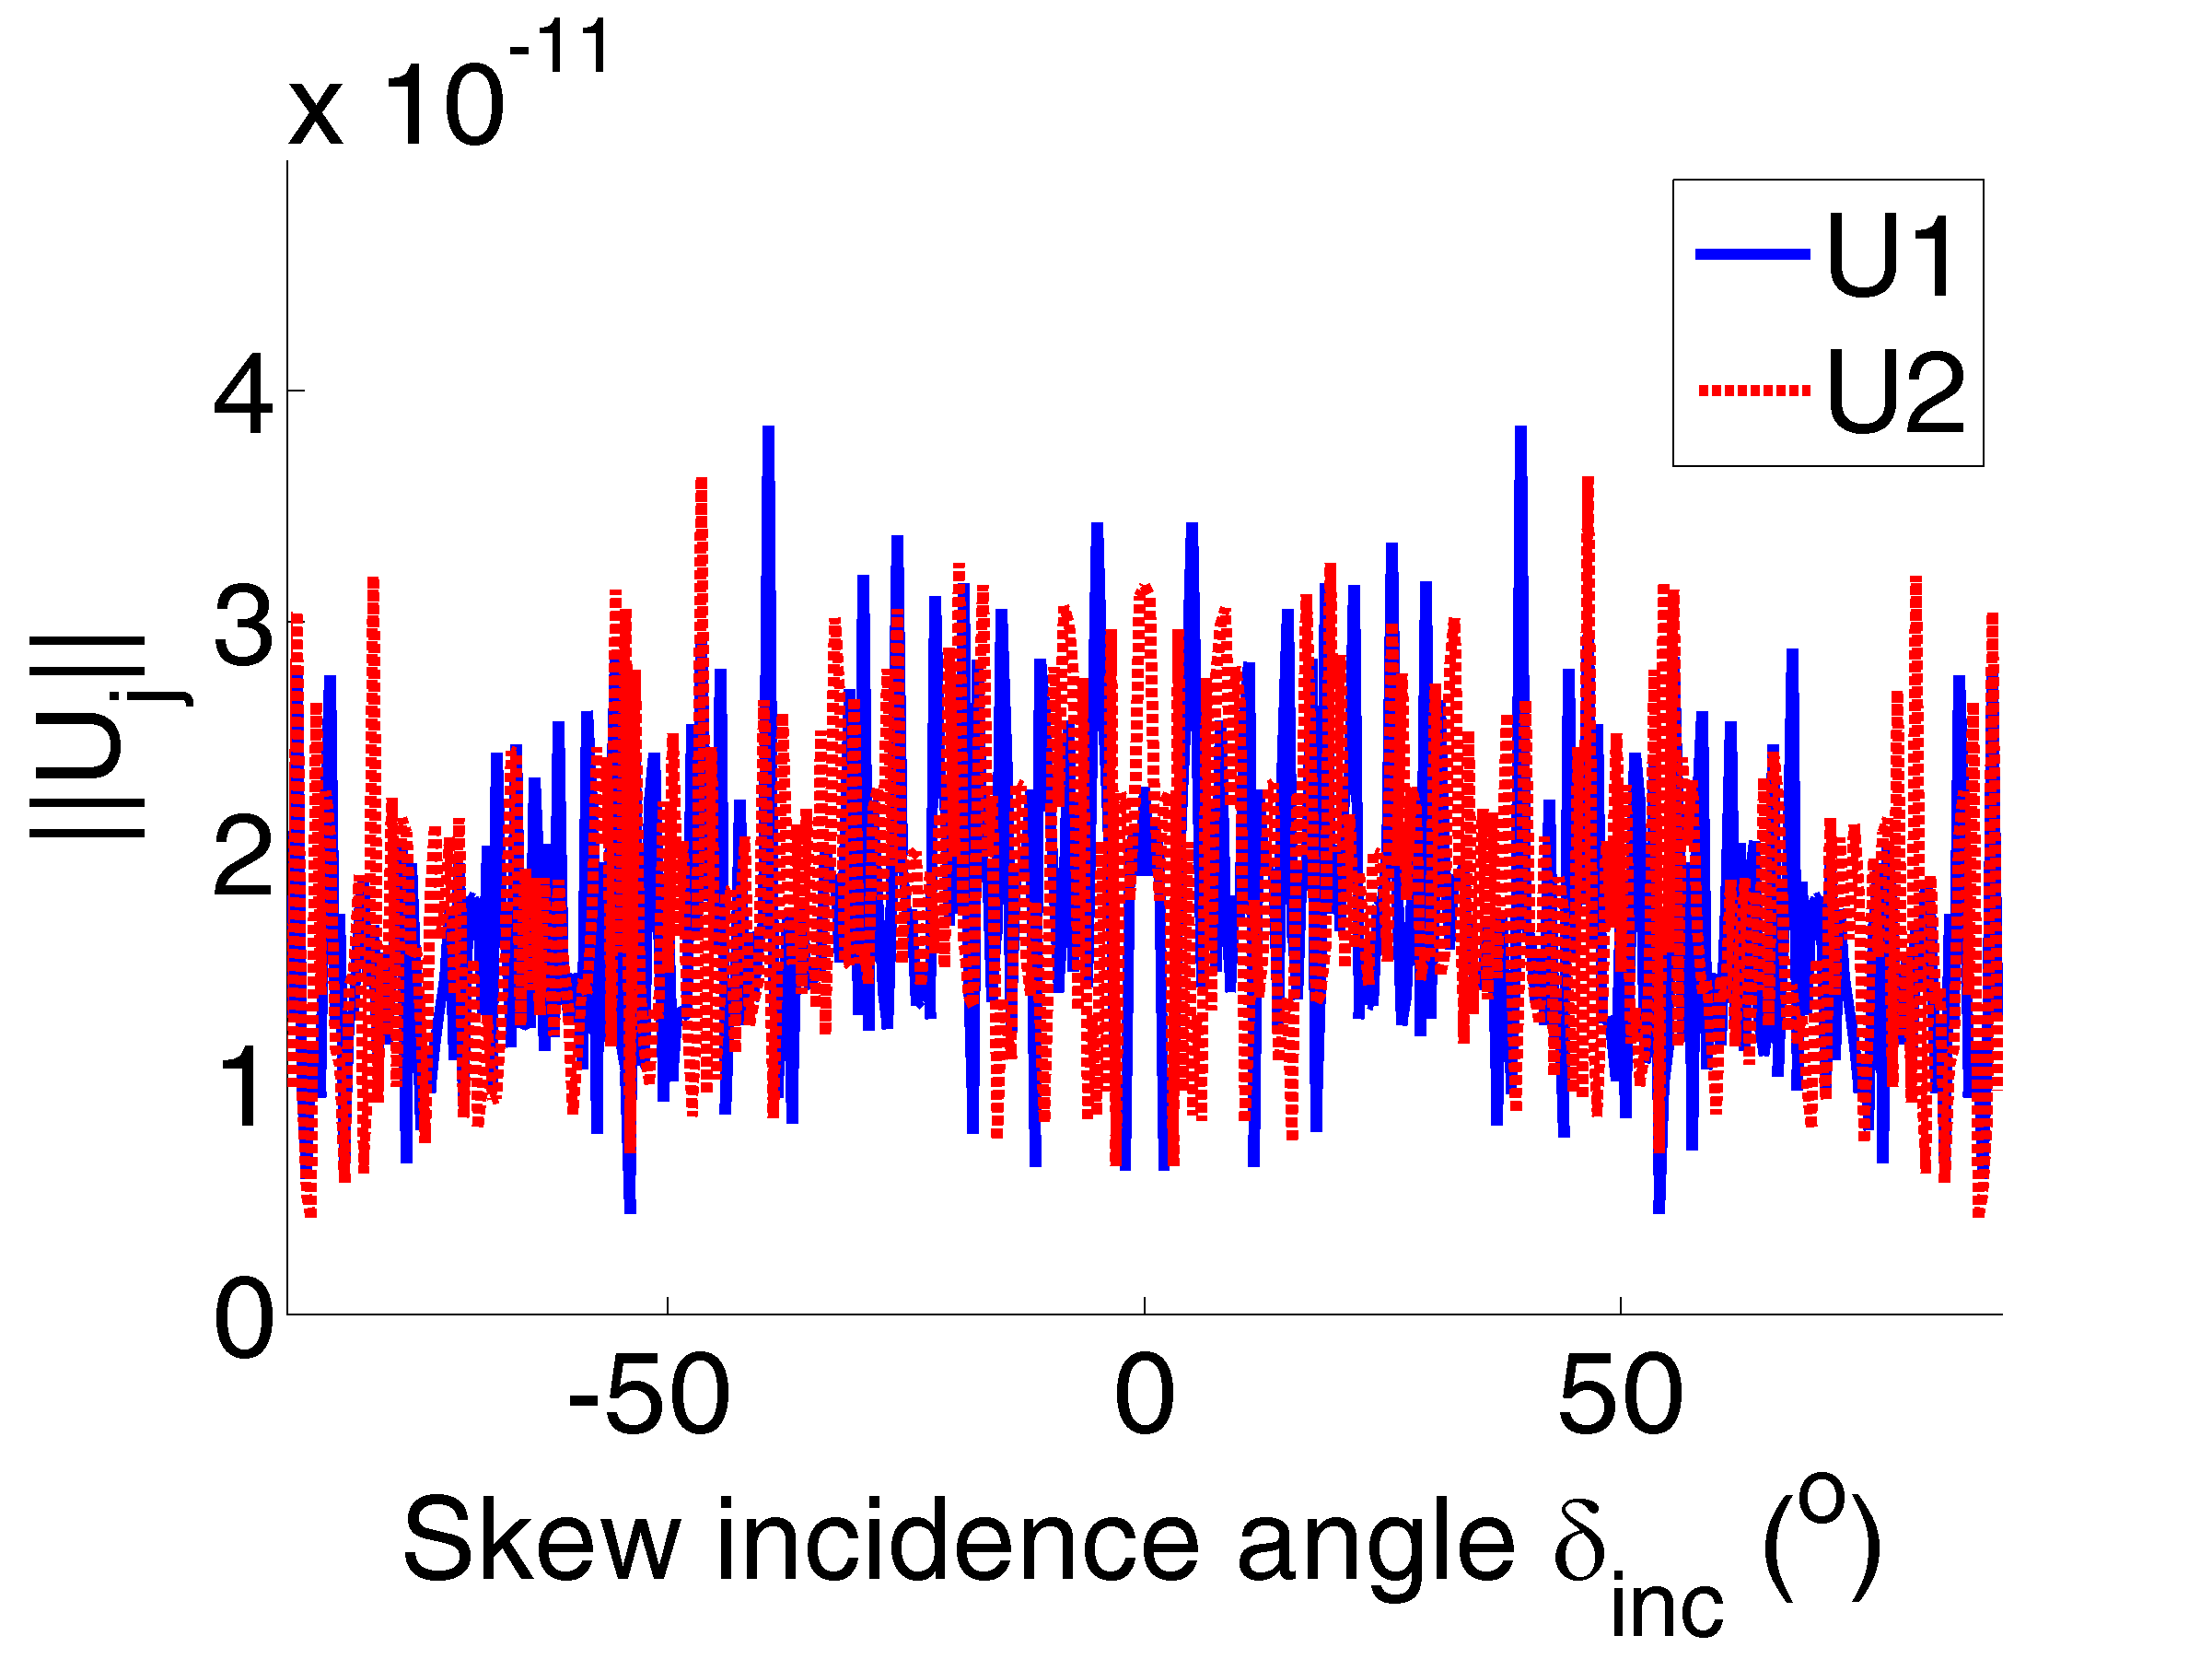 x 10^-11
U1
U2
4
3
2
1
0
||U_j||
-50 0 50
Skew incidence angle δ_inc (°)